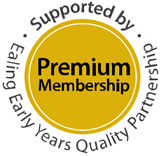 · Supported by ·
Premium
Membership
Ealing Early Years Quality Partnership